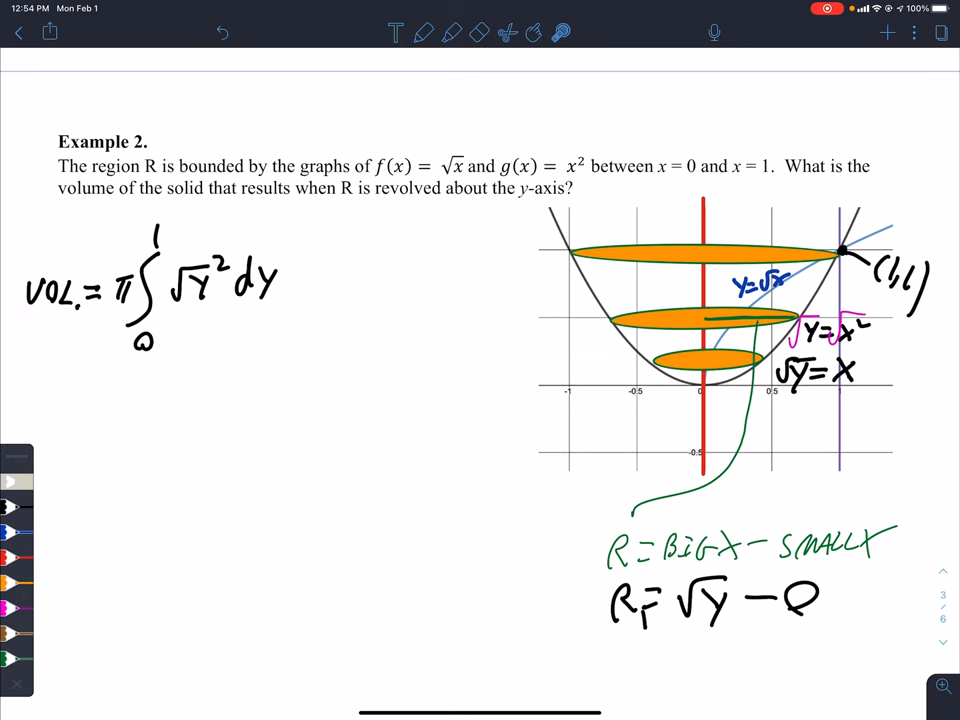 12:54 PM Mon Feb 1
100%
T
Example 2.
The region R is bounded by the graphs of f(x) = √x and g(x) = x² between x = 0 and x = 1. What is the
volume of the solid that results when R is revolved about the y-axis?
VOL. = π ∫₀¹ √y² dy
y=√x
(1,1)
√y = √x²
√y = x
-1 -0.5 0 0.5 1
-0.5
R = BIG X - SMALL X
R₁ = √y - 0
3
/
6